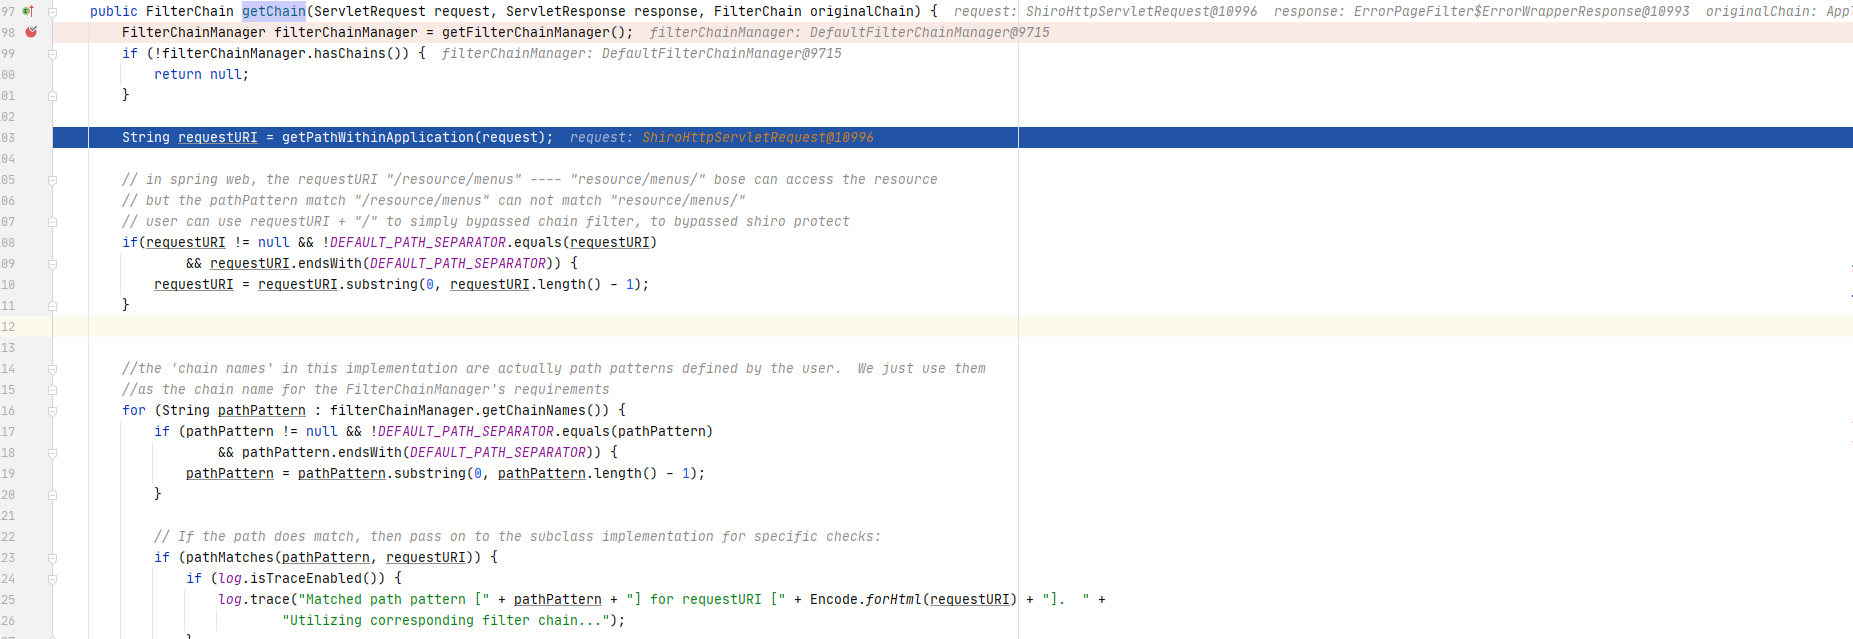 97 public FilterChain getChain(ServletRequest request, ServletResponse response, FilterChain originalChain) { request: ShiroHttpServletRequest@10996 response: ErrorPageFilter$ErrorWrapperResponse@10993 originalChain: Appl
98 FilterChainManager filterChainManager = getFilterChainManager(); filterChainManager: DefaultFilterChainManager@9715
99 if (!filterChainManager.hasChains()) { filterChainManager: DefaultFilterChainManager@9715
00 return null;
01 }
02
03 String requestURI = getPathWithinApplication(request); request: ShiroHttpServletRequest@10996
04
05 // in spring web, the requestURI "/resource/menus" ---- "resource/menus/" bose can access the resource
06 // but the pathPattern match "/resource/menus" can not match "resource/menus/"
07 // user can use requestURI + "/" to simply bypassed chain filter, to bypassed shiro protect
08 if(requestURI != null && !DEFAULT_PATH_SEPARATOR.equals(requestURI)
09 && requestURI.endsWith(DEFAULT_PATH_SEPARATOR)) {
10 requestURI = requestURI.substring(0, requestURI.length() - 1);
11 }
12
13
14 //the 'chain names' in this implementation are actually path patterns defined by the user.  We just use them
15 //as the chain name for the FilterChainManager's requirements
16 for (String pathPattern : filterChainManager.getChainNames()) {
17 if (pathPattern != null && !DEFAULT_PATH_SEPARATOR.equals(pathPattern)
18 && pathPattern.endsWith(DEFAULT_PATH_SEPARATOR)) {
19 pathPattern = pathPattern.substring(0, pathPattern.length() - 1);
20 }
21
22 // If the path does match, then pass on to the subclass implementation for specific checks:
23 if (pathMatches(pathPattern, requestURI)) {
24 if (log.isTraceEnabled()) {
25 log.trace("Matched path pattern [" + pathPattern + "] for requestURI [" + Encode.forHtml(requestURI) + "].  " +
26 "Utilizing corresponding filter chain...");